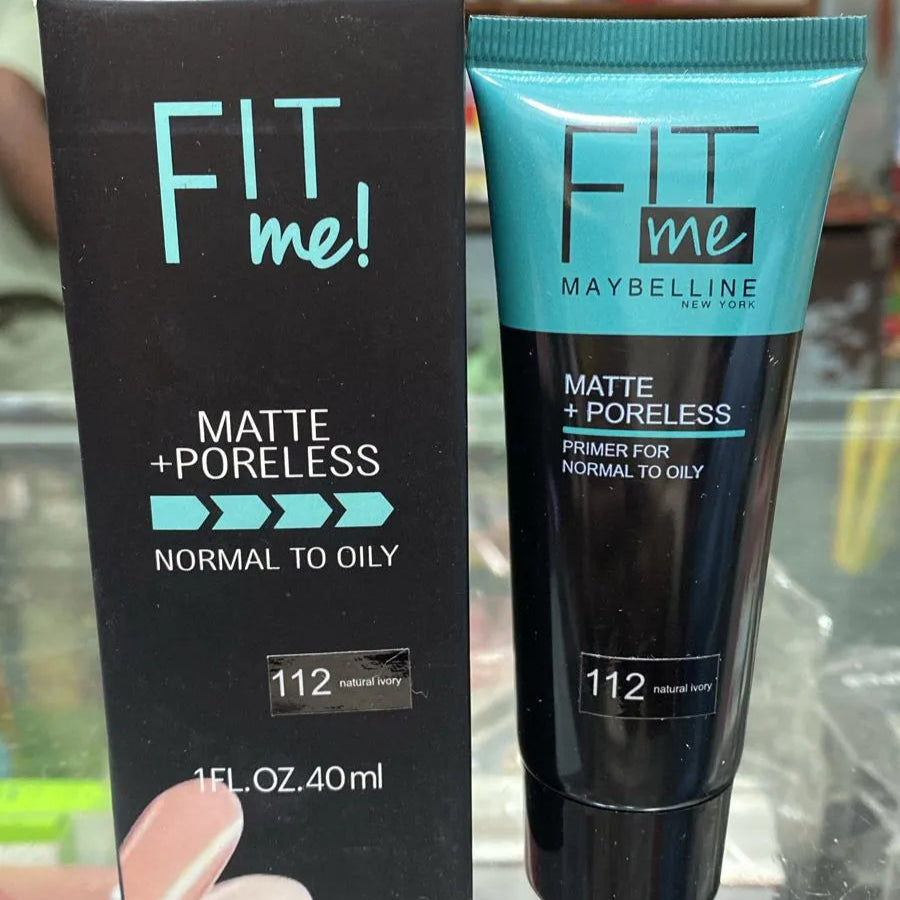 FIT
me!
MATTE
+PORELESS
NORMAL TO OILY
112 natural ivory
1FL.OZ.40ml
FIT
me
MAYBELLINE
NEW YORK
MATTE
+ PORELESS
PRIMER FOR
NORMAL TO OILY
112 natural ivory